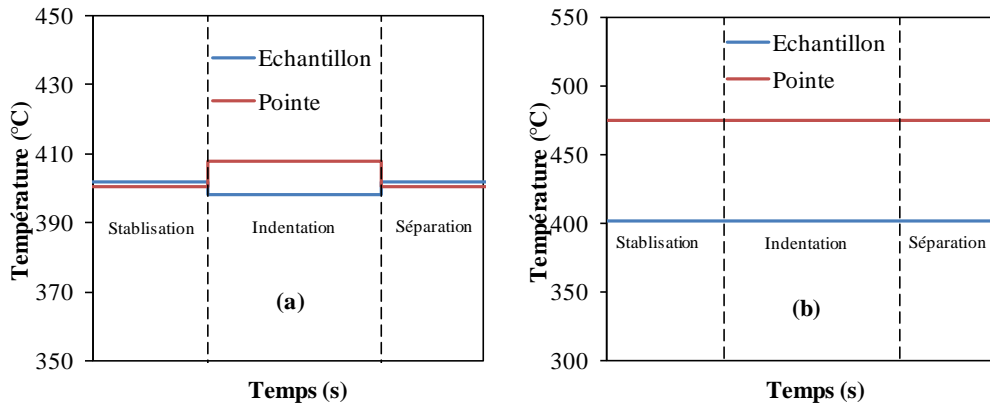 450
430
410
390
370
350
Température (°C)
Echantillon
Pointe
Stablisation
Indentation
Séparation
(a)
Temps (s)
550
500
450
400
350
300
Température (°C)
Echantillon
Pointe
Stablisation
Indentation
Séparation
(b)
Temps (s)